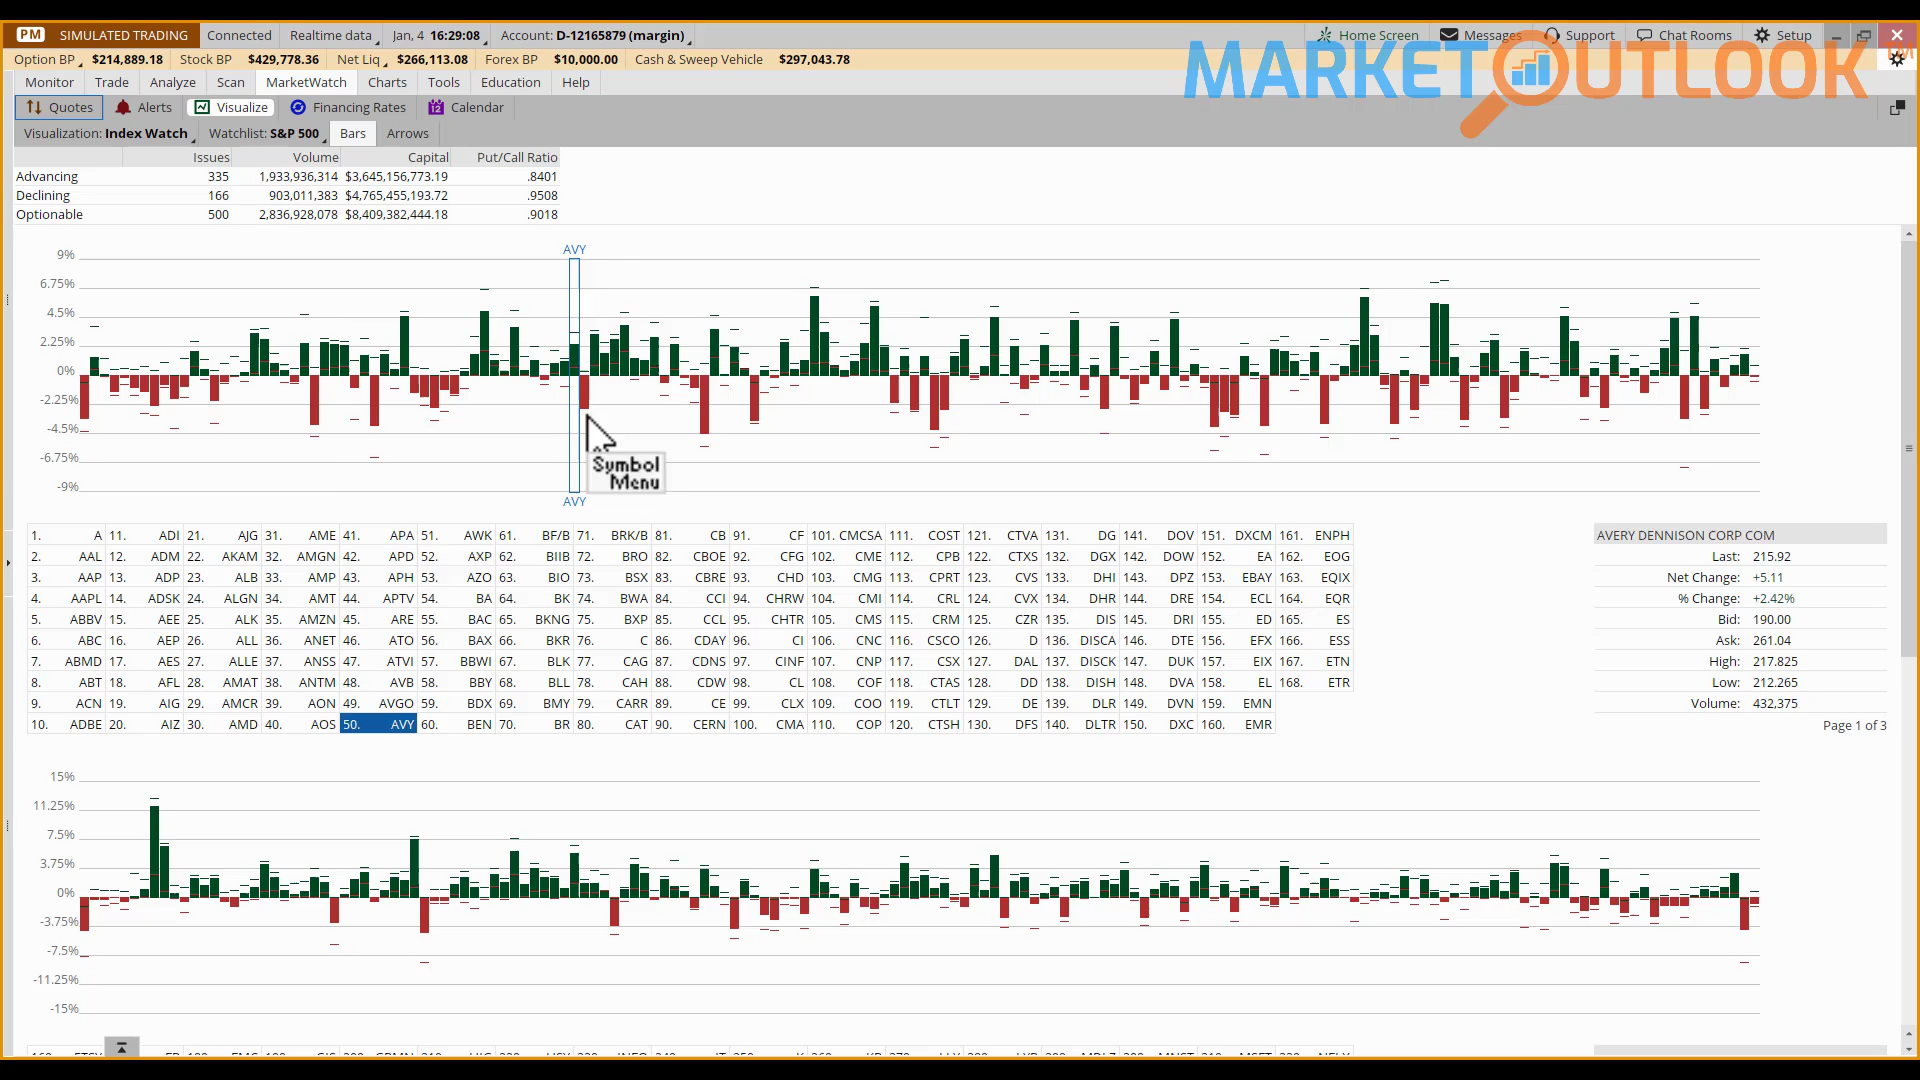 PM SIMULATED TRADING Connected Realtime data Jan, 4 16:29:08 Account: D-12165879 (margin) Home Screen Messages Support Chat Rooms Setup
Option BP $214,889.18 Stock BP $429,778.36 Net Liq $266,113.08 Forex BP $10,000.00 Cash & Sweep Vehicle $297,043.78
MARKET OUTLOOK
Monitor Trade Analyze Scan MarketWatch Charts Tools Education Help
Quotes Alerts Visualize Financing Rates 12 Calendar
Visualization: Index Watch Watchlist: S&P 500 Bars Arrows
Issues Volume Capital Put/Call Ratio
Advancing 335 1,933,936,314 $3,645,156,773.19 .8401
Declining 166 903,011,383 $4,765,455,193.72 .9508
Optionable 500 2,836,928,078 $8,409,382,444.18 .9018
AVY
9%
6.75%
4.5%
2.25%
0%
-2.25%
-4.5%
-6.75%
-9%
Symbol
Menu
AVY
1. A 11. ADI 21. AJG 31. AME 41. APA 51. AWK 61. BF/B 71. BRK/B 81. CB 91. CF 101. CMCSA 111. COST 121. CTVA 131. DG 141. DOV 151. DXCM 161. ENPH
2. AAL 12. ADM 22. AKAM 32. AMGN 42. APD 52. AXP 62. BIIB 72. BRO 82. CBOE 92. CFG 102. CME 112. CPB 122. CTXS 132. DGX 142. DOW 152. EA 162. EOG
3. AAP 13. ADP 23. ALB 33. AMP 43. APH 53. AZO 63. BIO 73. BSX 83. CBRE 93. CHD 103. CMG 113. CPRT 123. CVS 133. DHI 143. DPZ 153. EBAY 163. EQIX
4. AAPL 14. ADSK 24. ALGN 34. AMT 44. APTV 54. BA 64. BK 74. BWA 84. CCI 94. CHRW 104. CMI 114. CRL 124. CVX 134. DHR 144. DRE 154. ECL 164. EQR
5. ABBV 15. AEE 25. ALK 35. AMZN 45. ARE 55. BAC 65. BKNG 75. BXP 85. CCL 95. CHTR 105. CMS 115. CRM 125. CZR 135. DIS 145. DRI 155. ED 165. ES
6. ABC 16. AEP 26. ALL 36. ANET 46. ATO 56. BAX 66. BKR 76. C 86. CDAY 96. CI 106. CNC 116. CSCO 126. D 136. DISCA 146. DTE 156. EFX 166. ESS
7. ABMD 17. AES 27. ALLE 37. ANSS 47. ATVI 57. BBWI 67. BLK 77. CAG 87. CDNS 97. CINF 107. CNP 117. CSX 127. DAL 137. DISCK 147. DUK 157. EIX 167. ETN
8. ABT 18. AFL 28. AMAT 38. ANTM 48. AVB 58. BBY 68. BLL 78. CAH 88. CDW 98. CL 108. COF 118. CTAS 128. DD 138. DISH 148. DVA 158. EL 168. ETR
9. ACN 19. AIG 29. AMCR 39. AON 49. AVGO 59. BDX 69. BMY 79. CARR 89. CE 99. CLX 109. COO 119. CTLT 129. DE 139. DLR 149. DVN 159. EMN
10. ADBE 20. AIZ 30. AMD 40. AOS 50. AVY 60. BEN 70. BR 80. CAT 90. CERN 100. CMA 110. COP 120. CTSH 130. DFS 140. DLTR 150. DXC 160. EMR
AVERY DENNISON CORP COM
Last: 215.92
Net Change: +5.11
% Change: +2.42%
Bid: 190.00
Ask: 261.04
High: 217.825
Low: 212.265
Volume: 432,375
Page 1 of 3
15%
11.25%
7.5%
3.75%
0%
-3.75%
-7.5%
-11.25%
-15%